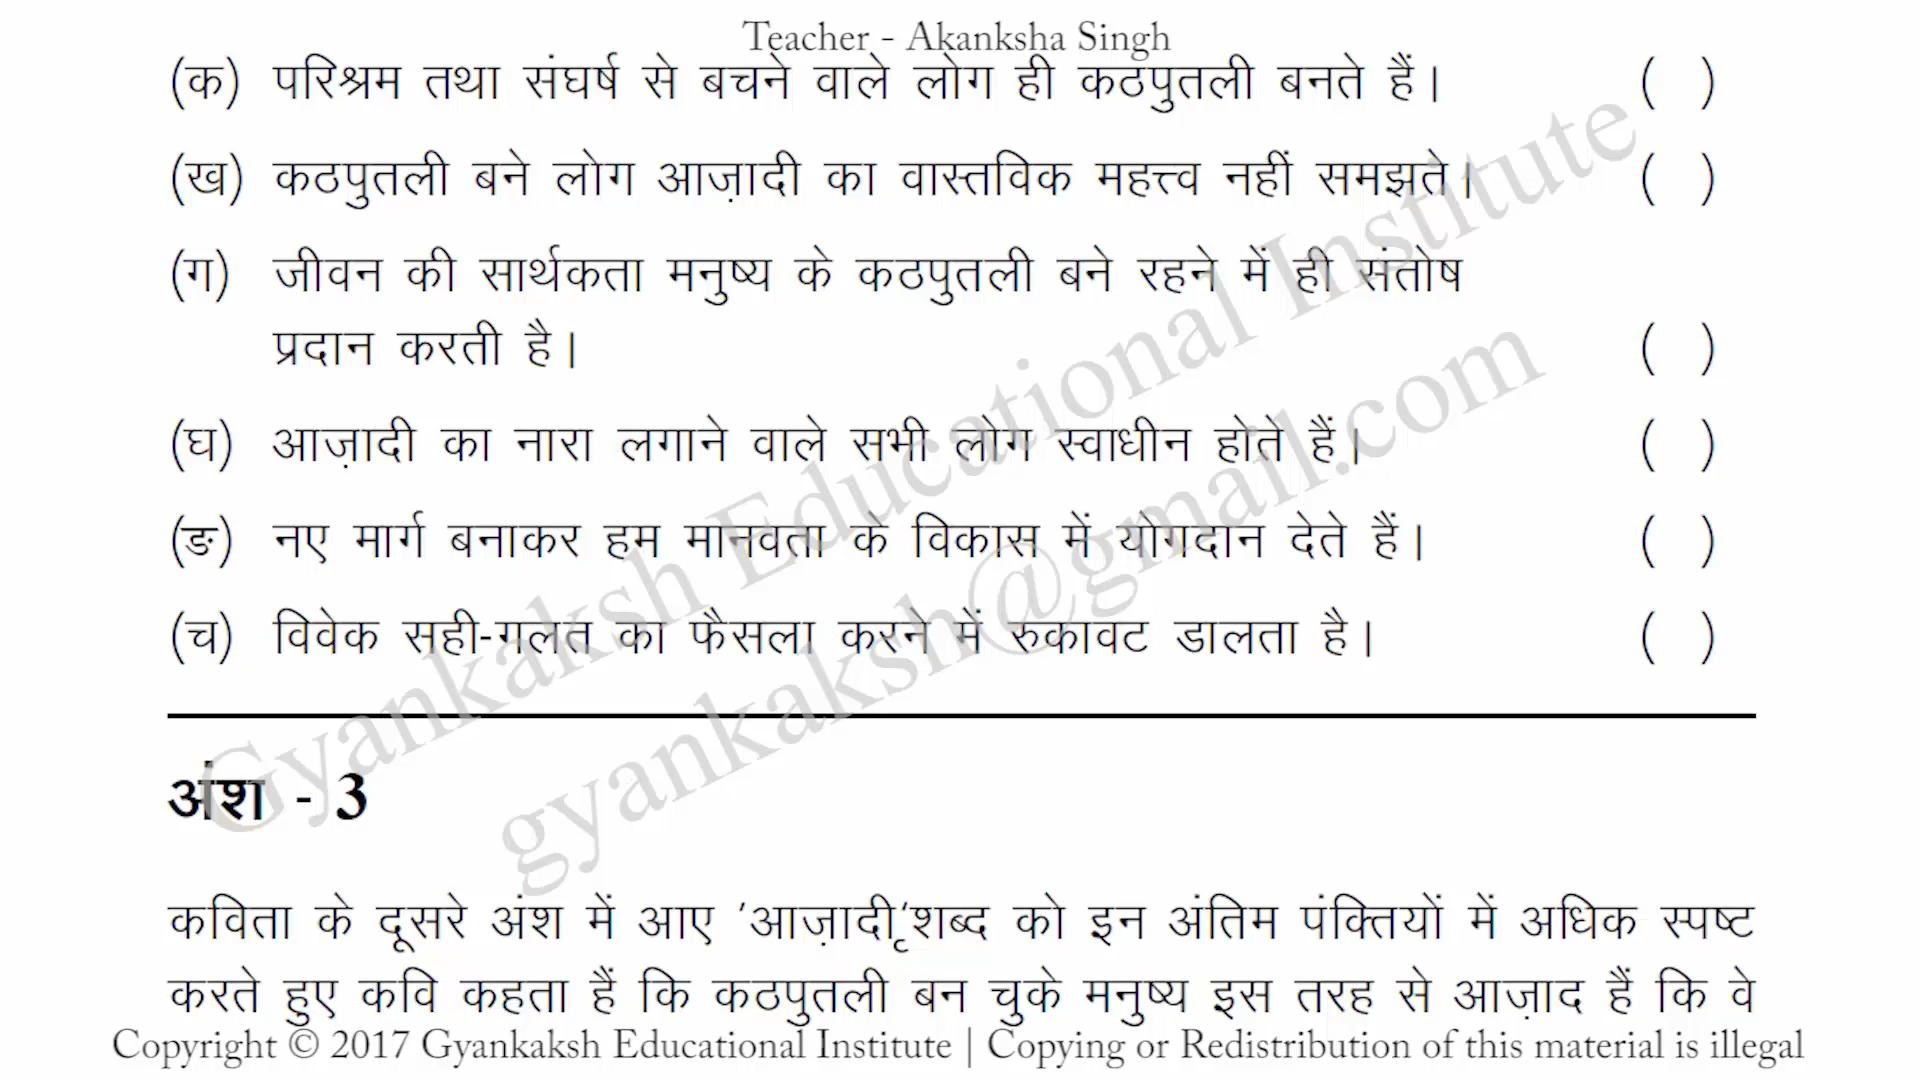 Teacher - Akanksha Singh
(क) परिश्रम तथा संघर्ष से बचने वाले लोग ही कठपुतली बनते हैं। ( )
(ख) कठपुतली बने लोग आज़ादी का वास्तविक महत्त्व नहीं समझते। ( )
(ग) जीवन की सार्थकता मनुष्य के कठपुतली बने रहने में ही संतोष
प्रदान करती है। ( )
(घ) आज़ादी का नारा लगाने वाले सभी लोग स्वाधीन होते हैं। ( )
(ङ) नए मार्ग बनाकर हम मानवता के विकास में योगदान देते हैं। ( )
(च) विवेक सही-गलत का फैसला करने में रुकावट डालता है। ( )
Gyankaksh Educational Institute
gyankaksh@gmail.com
अंश - 3
कविता के दूसरे अंश में आए ‘आज़ादीृ‘शब्द को इन अंतिम पंक्तियों में अधिक स्पष्ट
करते हुए कवि कहता हैं कि कठपुतली बन चुके मनुष्य इस तरह से आज़ाद हैं कि वे
Copyright © 2017 Gyankaksh Educational Institute | Copying or Redistribution of this material is illegal